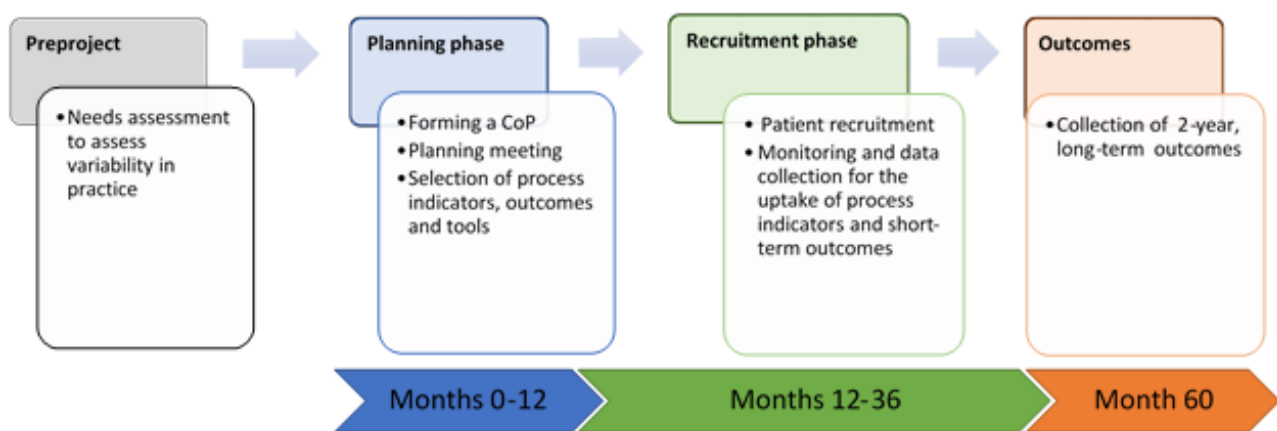 Preproject
• Needs assessment
to assess
variability in
practice
Planning phase
•Forming a CoP
•Planning meeting
•Selection of process
indicators, outcomes
and tools
Recruitment phase
• Patient recruitment
• Monitoring and data
collection for the
uptake of process
indicators and short-
term outcomes
Outcomes
•Collection of 2-year,
long-term outcomes
Months 0-12
Months 12-36
Month 60